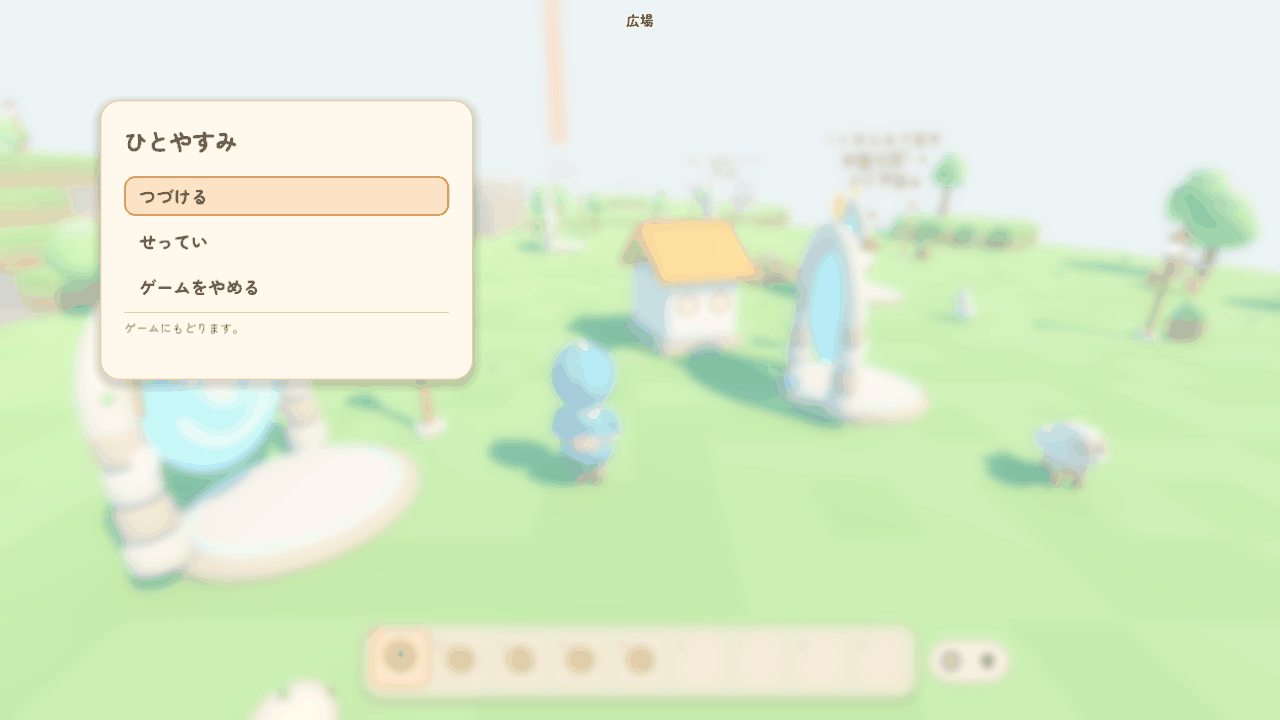 広場
ひとやすみ
つづける
せってい
ゲームをやめる
ゲームにもどります。